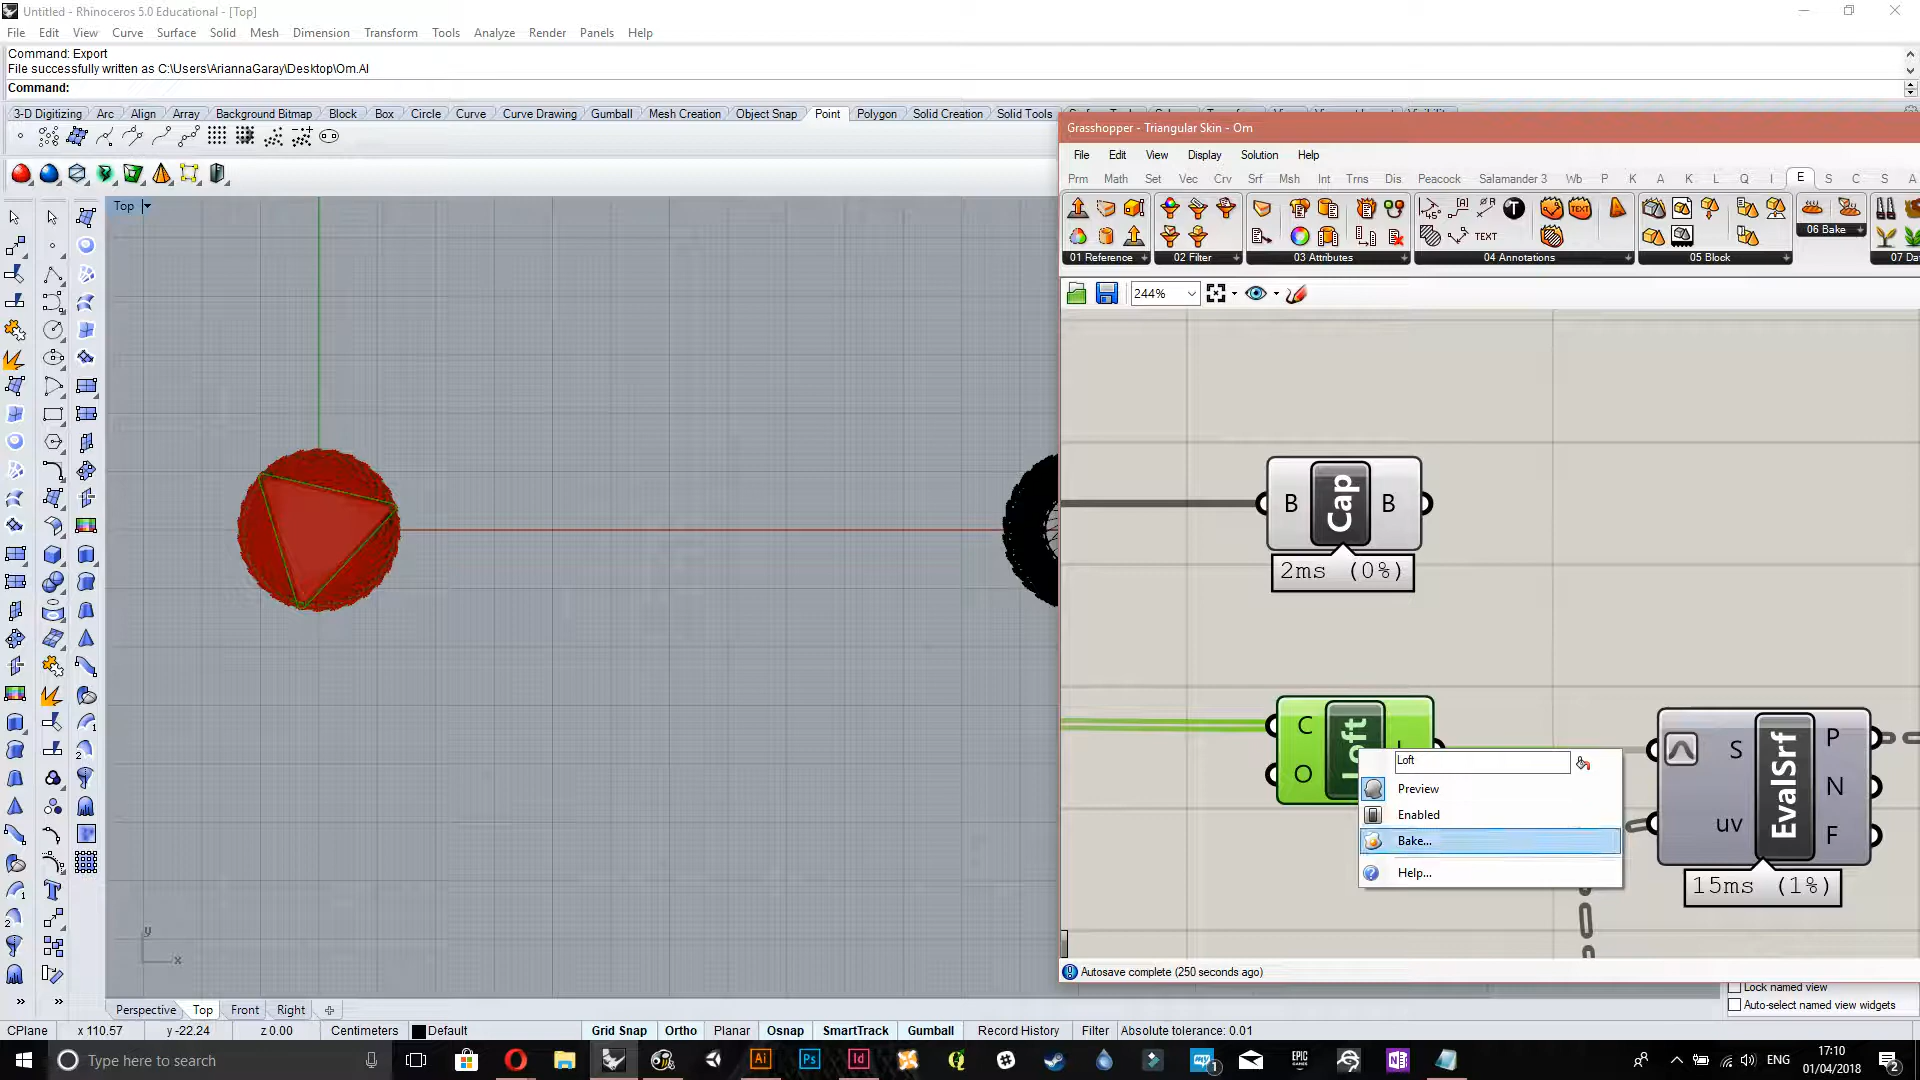 Untitled - Rhinoceros 5.0 Educational - [Top]
File Edit View Curve Surface Solid Mesh Dimension Transform Tools Analyze Render Panels Help
Command: Export
File successfully written as C:\Users\AriannaGaray\Desktop\Om.AI
Command:
3-D Digitizing Arc Align Array Background Bitmap Block Box Circle Curve Curve Drawing Gumball Mesh Creation Object Snap Point Polygon Solid Creation Solid Tools
Grasshopper - Triangular Skin - Om
File Edit View Display Solution Help
Prm Math Set Vec Crv Srf Msh Int Trns Dis Peacock Salamander 3 Wb P K A K L Q I E S C S A
TEXT
TEXT
01 Reference 02 Filter 03 Attributes 04 Annotations 05 Block 06 Bake 07 Da
244%
Top
B Cap B
2ms (0%)
C Loft L
O
Loft
Preview
Enabled
Bake...
Help...
S EvalSrf P
N
uv F
15ms (1%)
y
x
Autosave complete (250 seconds ago)
Lock named view
Auto-select named view widgets
Perspective Top Front Right
CPlane x 110.57 y -22.24 z 0.00 Centimeters Default Grid Snap Ortho Planar Osnap SmartTrack Gumball Record History Filter Absolute tolerance: 0.01
Type here to search
Ai Ps Id
EPIC GAMES
ENG
17:10
01/04/2018